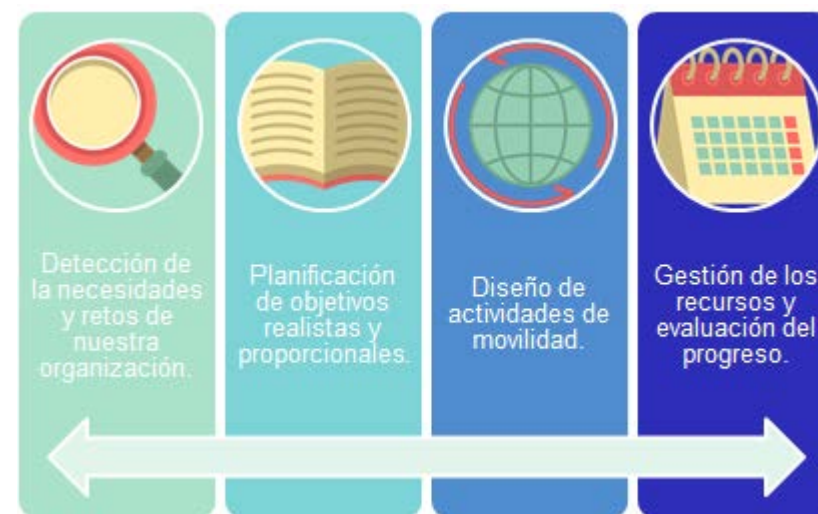 Detección de
la necesidades
y retos de
nuestra
organización.
Planificación
de objetivos
realistas y
proporcionales.
Diseño de
actividades de
movilidad.
Gestión de los
recursos y
evaluación del
progreso.